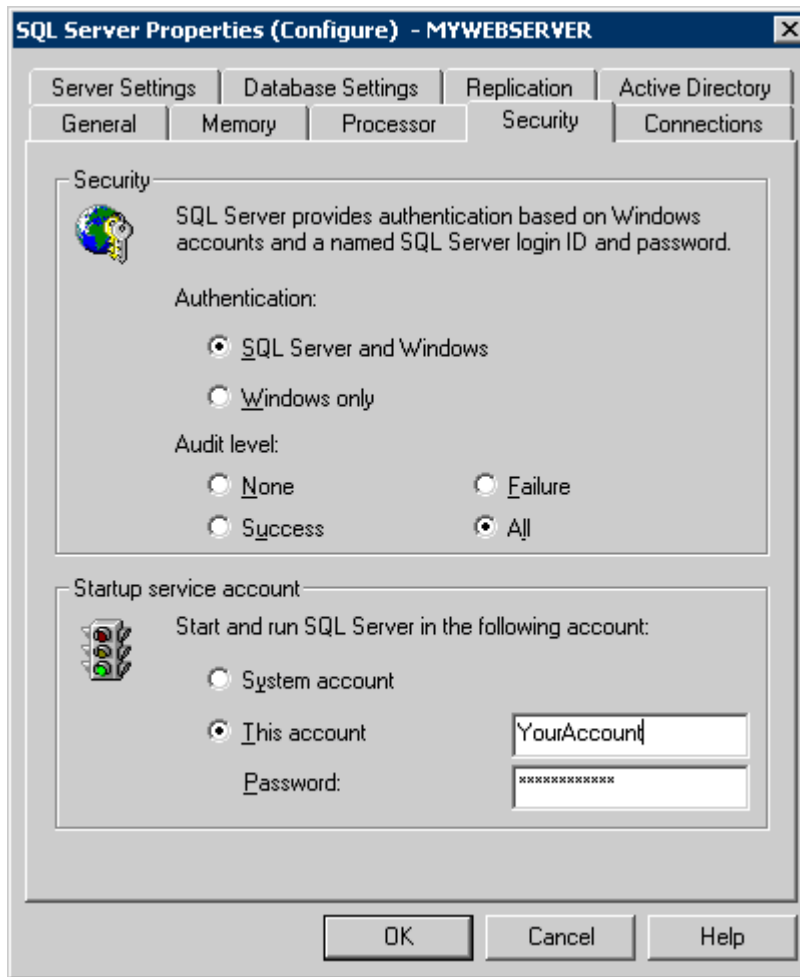 SQL Server Properties (Configure) - MYWEBSERVER
Server Settings Database Settings Replication Active Directory
General Memory Processor Security Connections
Security
SQL Server provides authentication based on Windows
accounts and a named SQL Server login ID and password.
Authentication:
SQL Server and Windows
Windows only
Audit level:
None Failure
Success All
Startup service account
Start and run SQL Server in the following account:
System account
This account YourAccount
Password: ************
OK Cancel Help